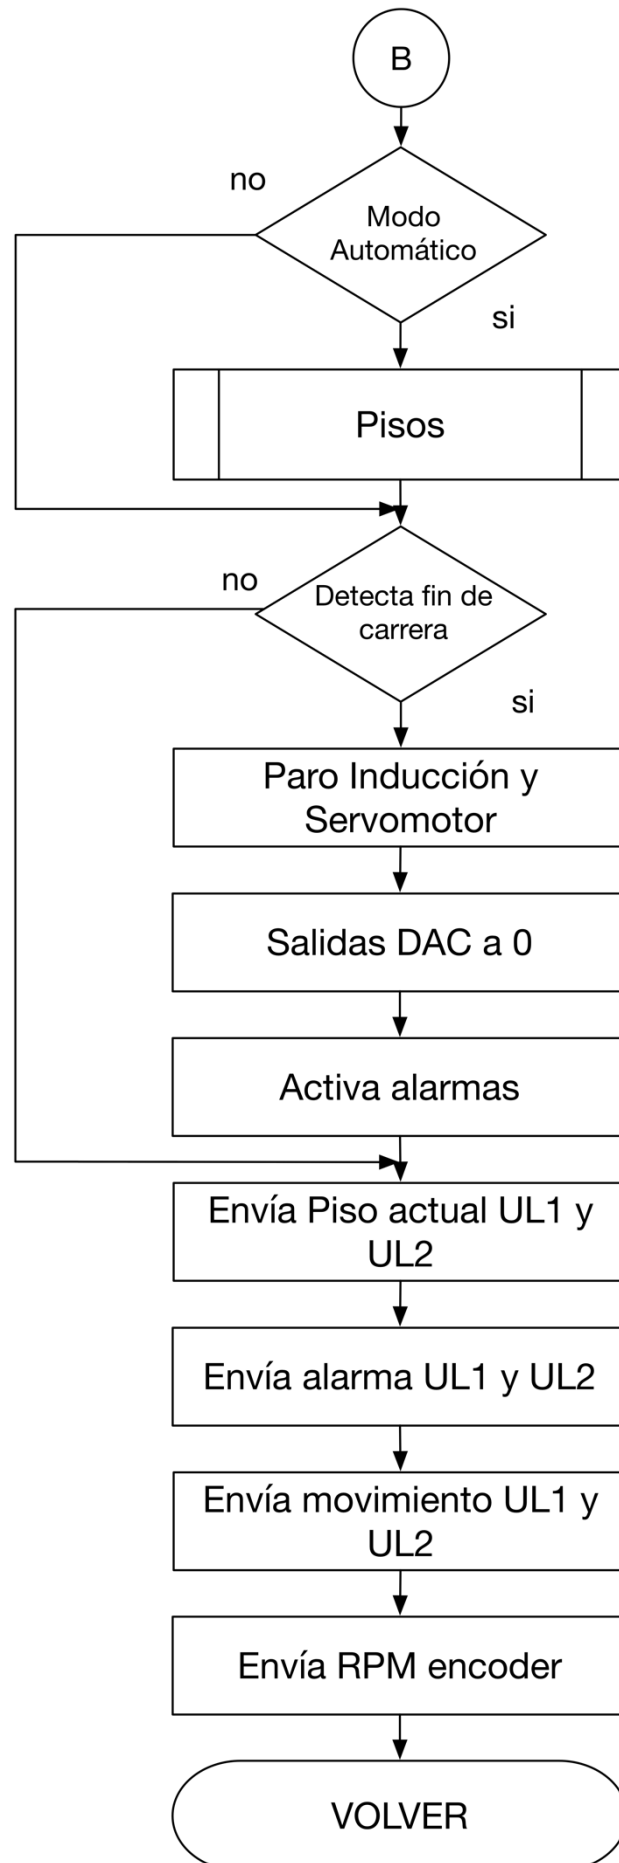 B
no
Modo
Automático
si
Pisos
no
Detecta fin de
carrera
si
Paro Inducción y
Servomotor
Salidas DAC a 0
Activa alarmas
Envía Piso actual UL1 y
UL2
Envía alarma UL1 y UL2
Envía movimiento UL1 y
UL2
Envía RPM encoder
VOLVER